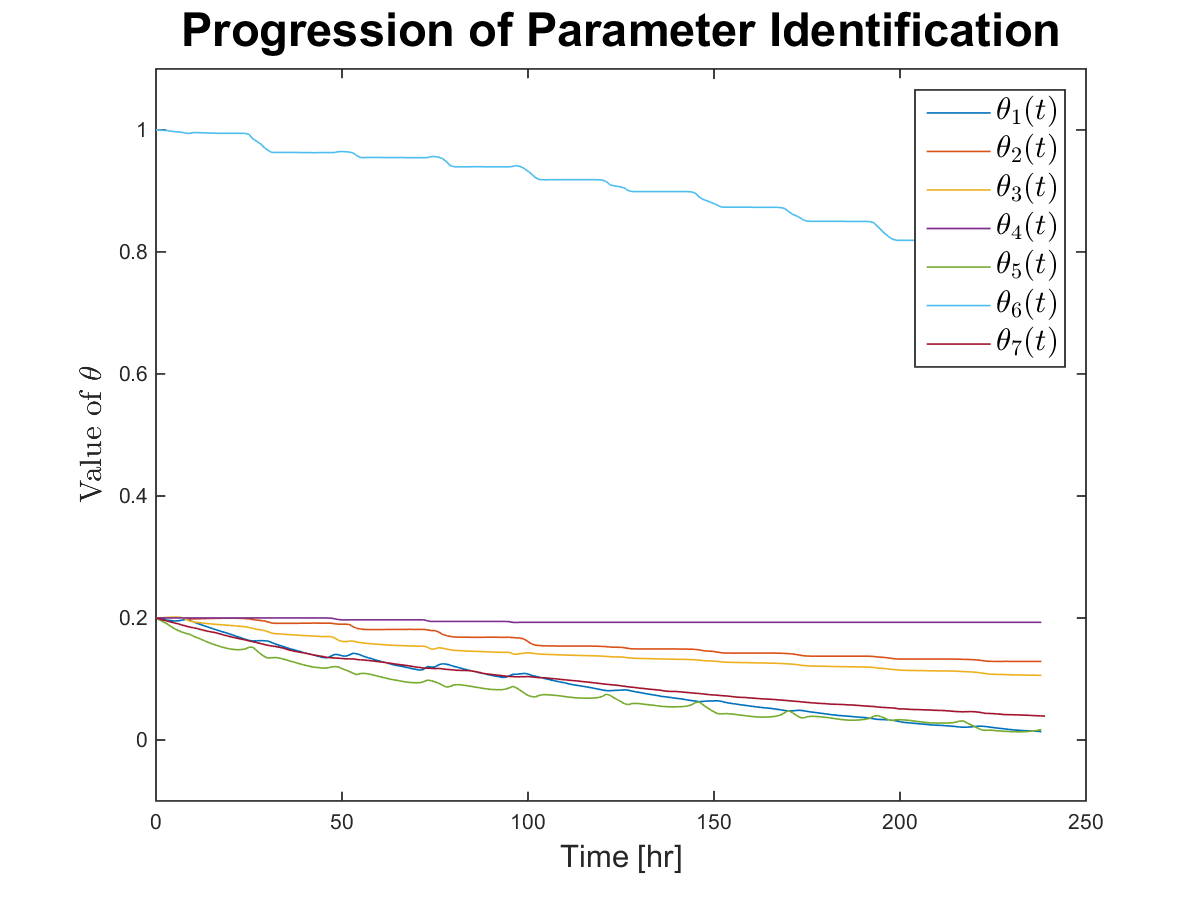 Progression of Parameter Identification
1
0.8
0.6
0.4
0.2
0
Value of θ
θ₁(t)
θ₂(t)
θ₃(t)
θ₄(t)
θ₅(t)
θ₆(t)
θ₇(t)
0 50 100 150 200 250
Time [hr]